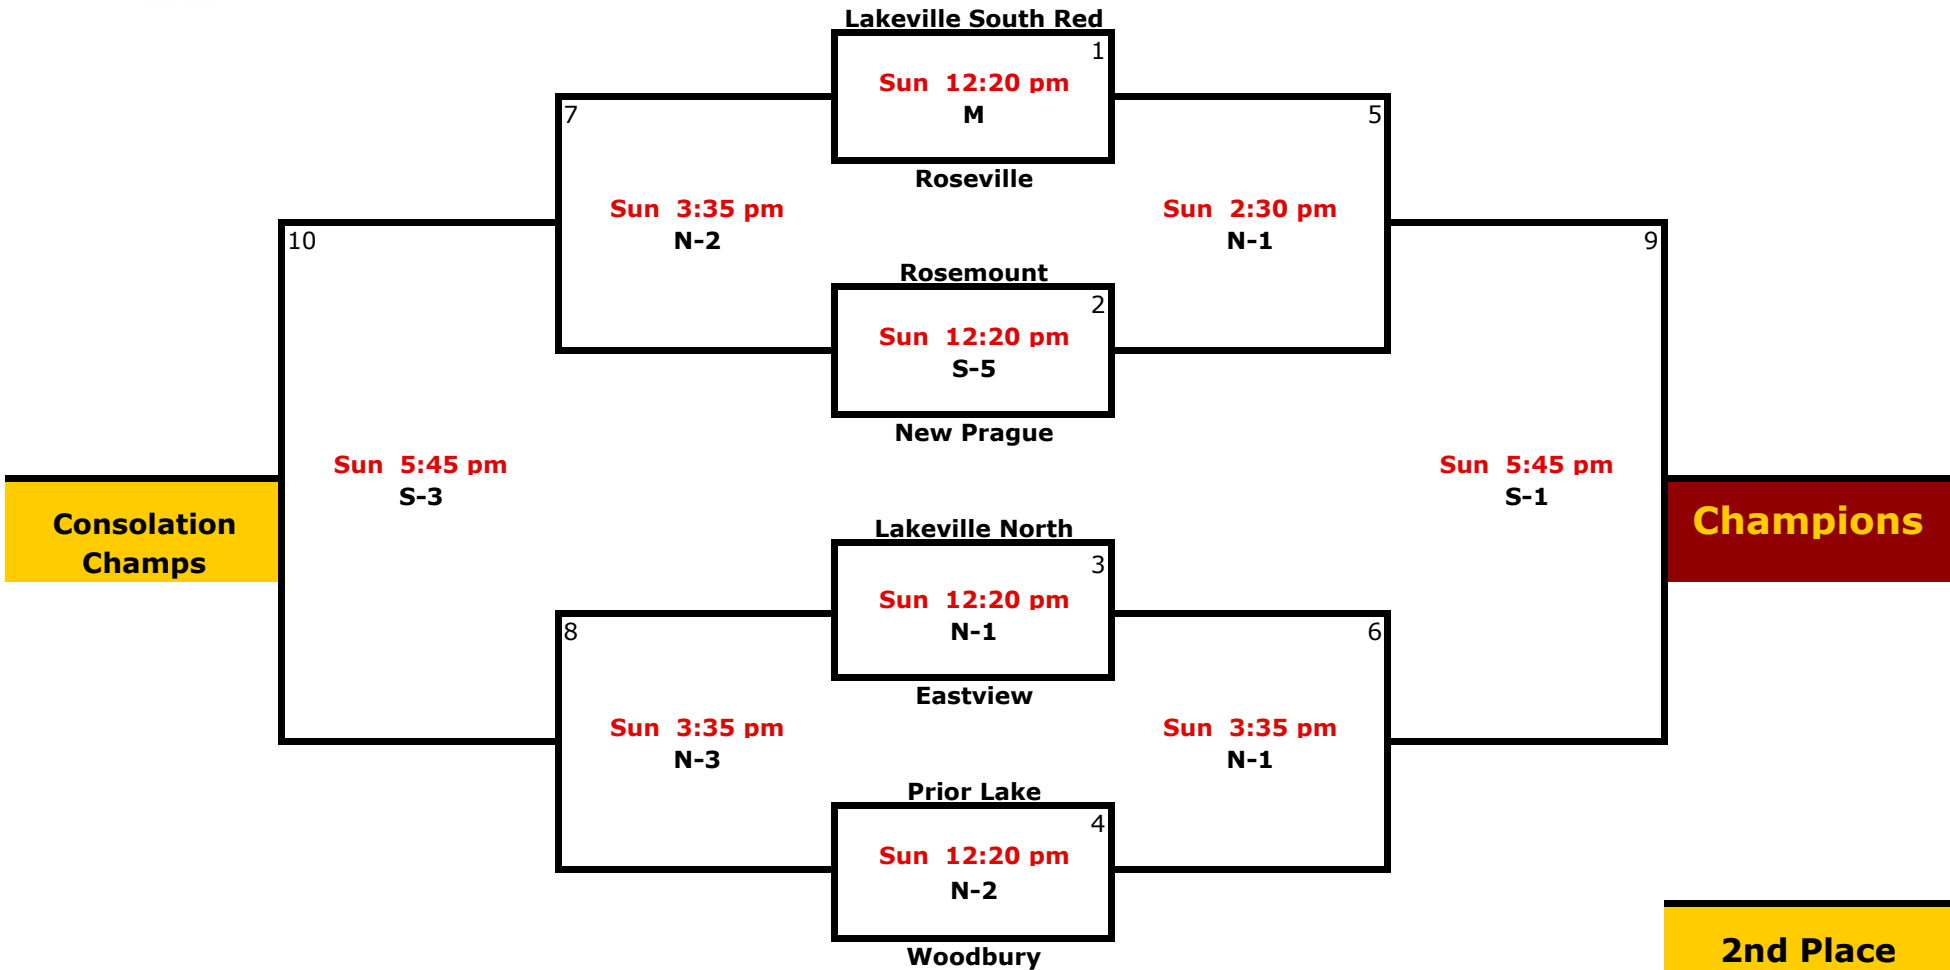 Lakeville South Red
1
Sun 12:20 pm
M
7
5
Roseville
Sun 3:35 pm
N-2
Sun 2:30 pm
N-1
10
9
Rosemount
2
Sun 12:20 pm
S-5
New Prague
Sun 5:45 pm
S-3
Sun 5:45 pm
S-1
Consolation
Champs
Champions
Lakeville North
3
Sun 12:20 pm
N-1
8
6
Eastview
Sun 3:35 pm
N-3
Sun 3:35 pm
N-1
Prior Lake
4
Sun 12:20 pm
N-2
Woodbury
2nd Place